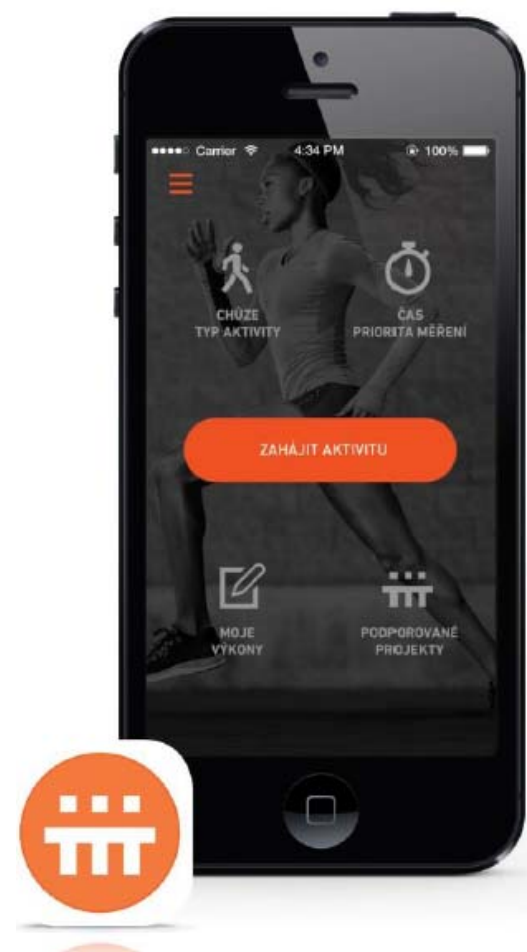 Carrier 4:34 PM 100%
CHŮZE
TYP AKTIVITY
ČAS
PRIORITA MĚŘENÍ
ZAHÁJIT AKTIVITU
MOJE
VÝKONY
PODPOROVANÉ
PROJEKTY